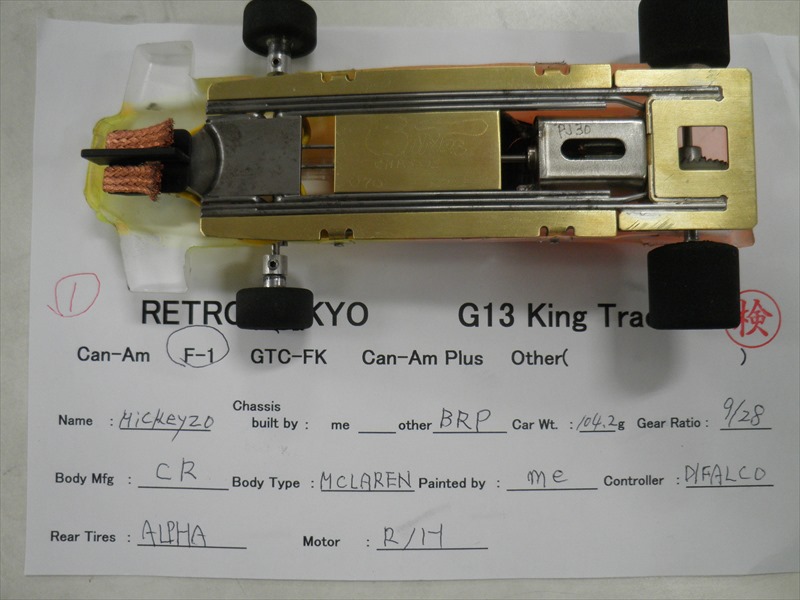 PJ30
1
RETRO KYO G13 King Tra 検
Can-Am F-1 GTC-FK Can-Am Plus Other( )
Name : MiCKEYZO Chassis built by : me ___ other BRP Car Wt. : 104.2g Gear Ratio : 9/28
Body Mfg : CR Body Type : MCLAREN Painted by : me Controller : DIFALCO
Rear Tires : ALPHA Motor : R/H